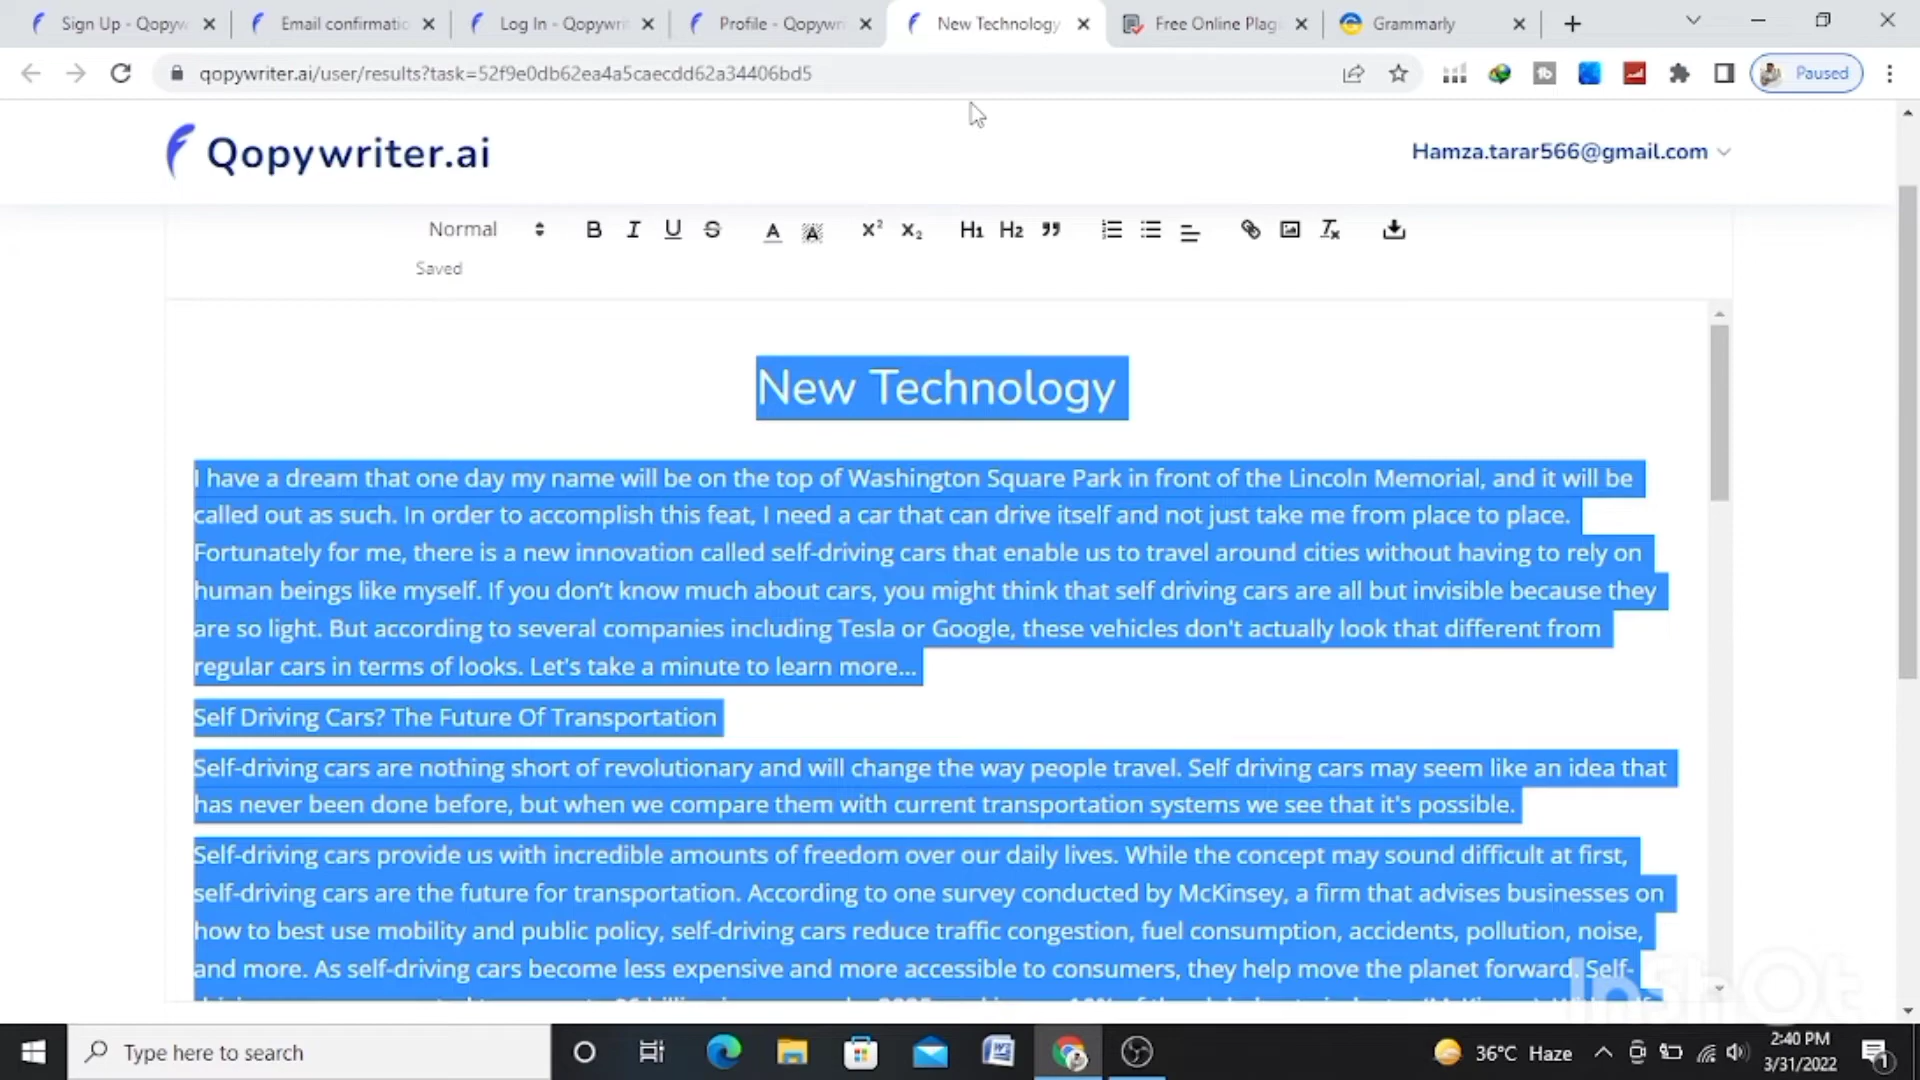 Sign Up - Qopyw
Email confirmatio
Log In - Qopywri
Profile - Qopywr
New Technology
Free Online Plag
Grammarly
qopywriter.ai/user/results?task=52f9e0db62ea4a5caecdd62a34406bd5
Paused
Qopywriter.ai
Hamza.tarar566@gmail.com
Normal B I U S A A X² X₂ H1 H2
Saved
New Technology
I have a dream that one day my name will be on the top of Washington Square Park in front of the Lincoln Memorial, and it will be
called out as such. In order to accomplish this feat, I need a car that can drive itself and not just take me from place to place.
Fortunately for me, there is a new innovation called self-driving cars that enable us to travel around cities without having to rely on
human beings like myself. If you don’t know much about cars, you might think that self driving cars are all but invisible because they
are so light. But according to several companies including Tesla or Google, these vehicles don't actually look that different from
regular cars in terms of looks. Let's take a minute to learn more...
Self Driving Cars? The Future Of Transportation
Self-driving cars are nothing short of revolutionary and will change the way people travel. Self driving cars may seem like an idea that
has never been done before, but when we compare them with current transportation systems we see that it's possible.
Self-driving cars provide us with incredible amounts of freedom over our daily lives. While the concept may sound difficult at first,
self-driving cars are the future for transportation. According to one survey conducted by McKinsey, a firm that advises businesses on
how to best use mobility and public policy, self-driving cars reduce traffic congestion, fuel consumption, accidents, pollution, noise,
and more. As self-driving cars become less expensive and more accessible to consumers, they help move the planet forward. Self-
InShOt
Type here to search
36°C Haze
2:40 PM
3/31/2022
1